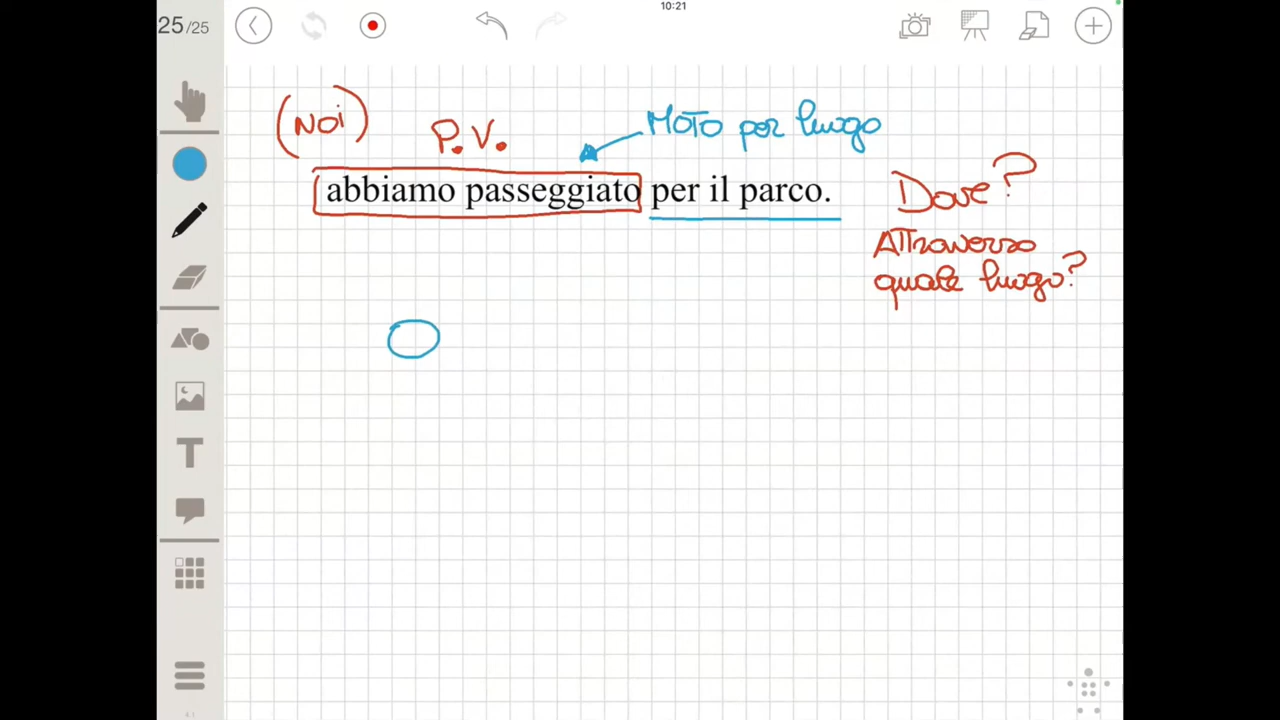 10:21
25/25
(NOI)
P.V.
MOTO per luogo
abbiamo passeggiato per il parco.
Dove?
ATTraverso
quale luogo?
T